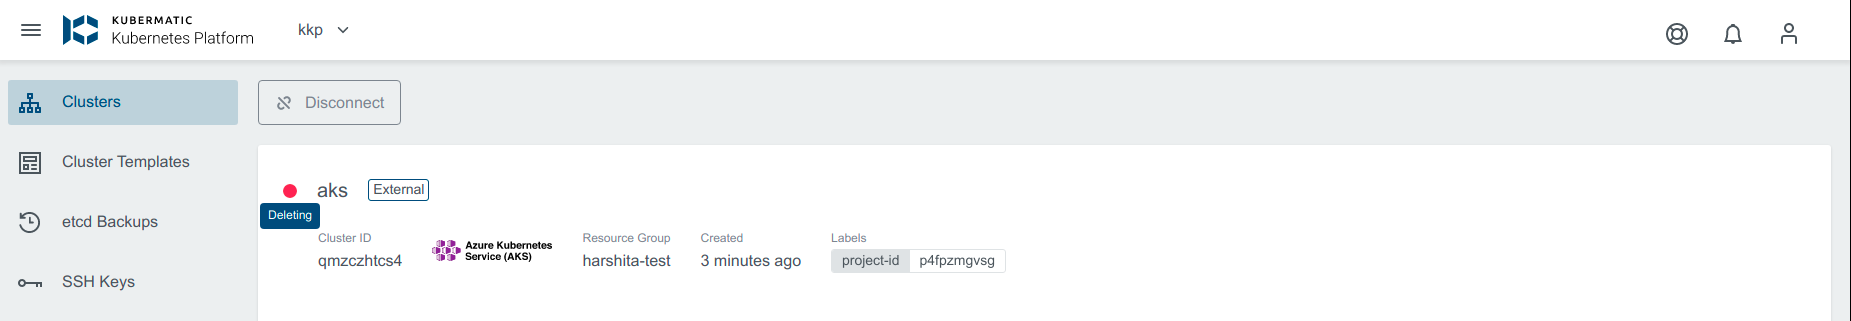 KUBERMATIC
Kubernetes Platform
kkp
Clusters
Disconnect
Cluster Templates
aks
External
Deleting
etcd Backups
Cluster ID
qmzczhtcs4
Azure Kubernetes
Service (AKS)
Resource Group
harshita-test
Created
3 minutes ago
Labels
project-id p4fpzmgvsg
SSH Keys